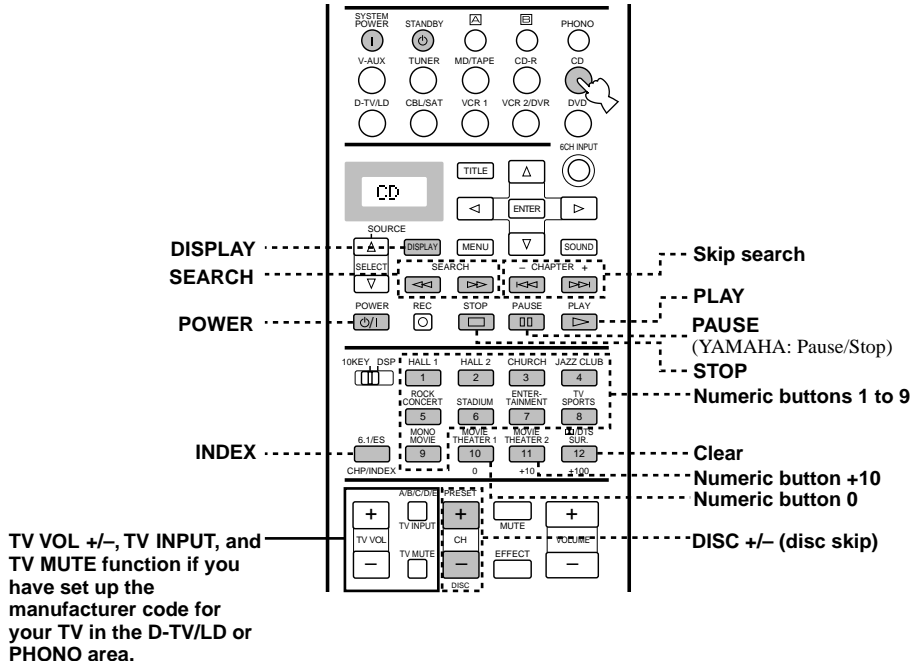 SYSTEM
POWER STANDBY A B PHONO
V-AUX TUNER MD/TAPE CD-R CD
D-TV/LD CBL/SAT VCR 1 VCR 2/DVR DVD
6CH INPUT
TITLE
CD
ENTER
SOURCE
DISPLAY MENU SOUND
SELECT SEARCH – CHAPTER +
POWER REC STOP PAUSE PLAY
10KEY DSP HALL 1 HALL 2 CHURCH JAZZ CLUB
1 2 3 4
ROCK
CONCERT STADIUM ENTER-
TAINMENT TV
SPORTS
5 6 7 8
6.1/ES MONO
MOVIE MOVIE
THEATER 1 MOVIE
THEATER 2 /DTS
SUR.
9 10 11 12
CHP/INDEX 0 +10 +100
A/B/C/D/E PRESET
+ + +
TV VOL TV INPUT CH MUTE VOLUME
– TV MUTE – EFFECT –
DISC
DISPLAY
SEARCH
POWER
INDEX
TV VOL +/–, TV INPUT, and
TV MUTE function if you
have set up the
manufacturer code for
your TV in the D-TV/LD or
PHONO area.
Skip search
PLAY
PAUSE
(YAMAHA: Pause/Stop)
STOP
Numeric buttons 1 to 9
Clear
Numeric button +10
Numeric button 0
DISC +/– (disc skip)